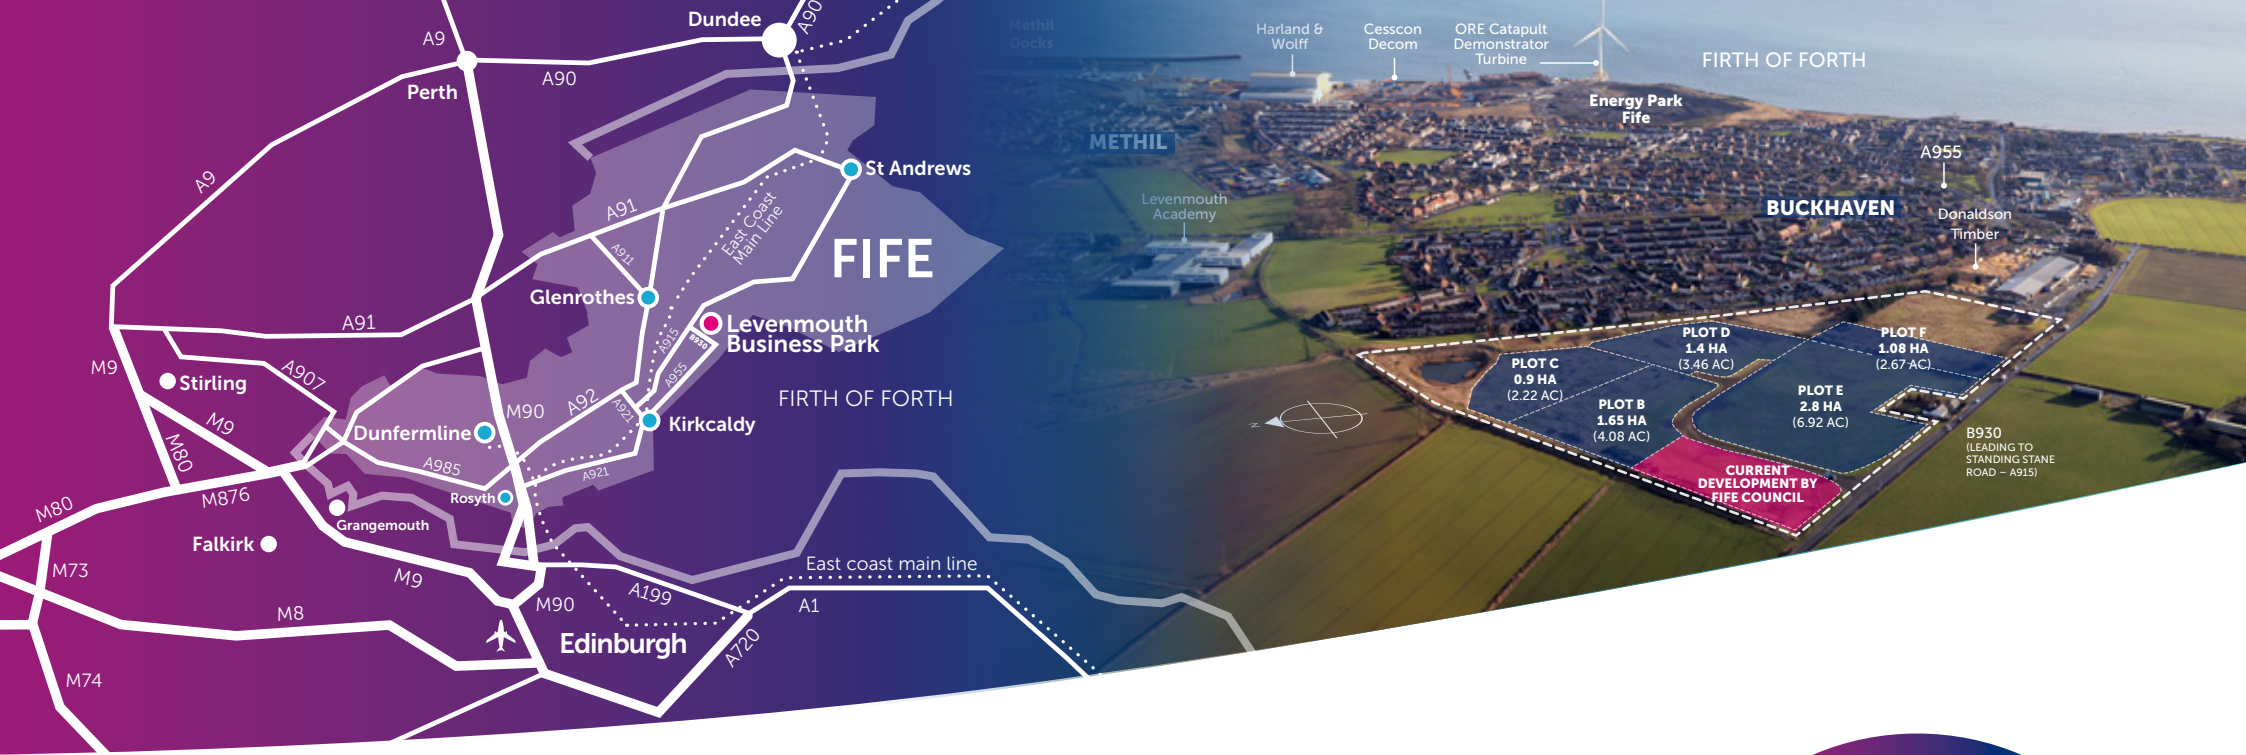 Dundee
A90
A9
Perth
A90
A9
St Andrews
A91
East Coast
Main Line
A911
FIFE
Glenrothes
Levenmouth
Business Park
A915
B930
A955
A91
M9
Stirling
A907
M9
M80
M90
A92
A921
Kirkcaldy
FIRTH OF FORTH
Dunfermline
A985
A921
Rosyth
M876
M80
Grangemouth
Falkirk
M73
M9
M8
M74
M90
A199
East coast main line
A1
Edinburgh
A720
Methil
Docks
Harland &
Wolff
Cesscon
Decom
ORE Catapult
Demonstrator
Turbine
FIRTH OF FORTH
Energy Park
Fife
METHIL
A955
Levenmouth
Academy
BUCKHAVEN
Donaldson
Timber
PLOT D
1.4 HA
(3.46 AC)
PLOT F
1.08 HA
(2.67 AC)
PLOT C
0.9 HA
(2.22 AC)
PLOT E
2.8 HA
(6.92 AC)
PLOT B
1.65 HA
(4.08 AC)
N
CURRENT
DEVELOPMENT BY
FIFE COUNCIL
B930
(LEADING TO
STANDING STANE
ROAD – A915)